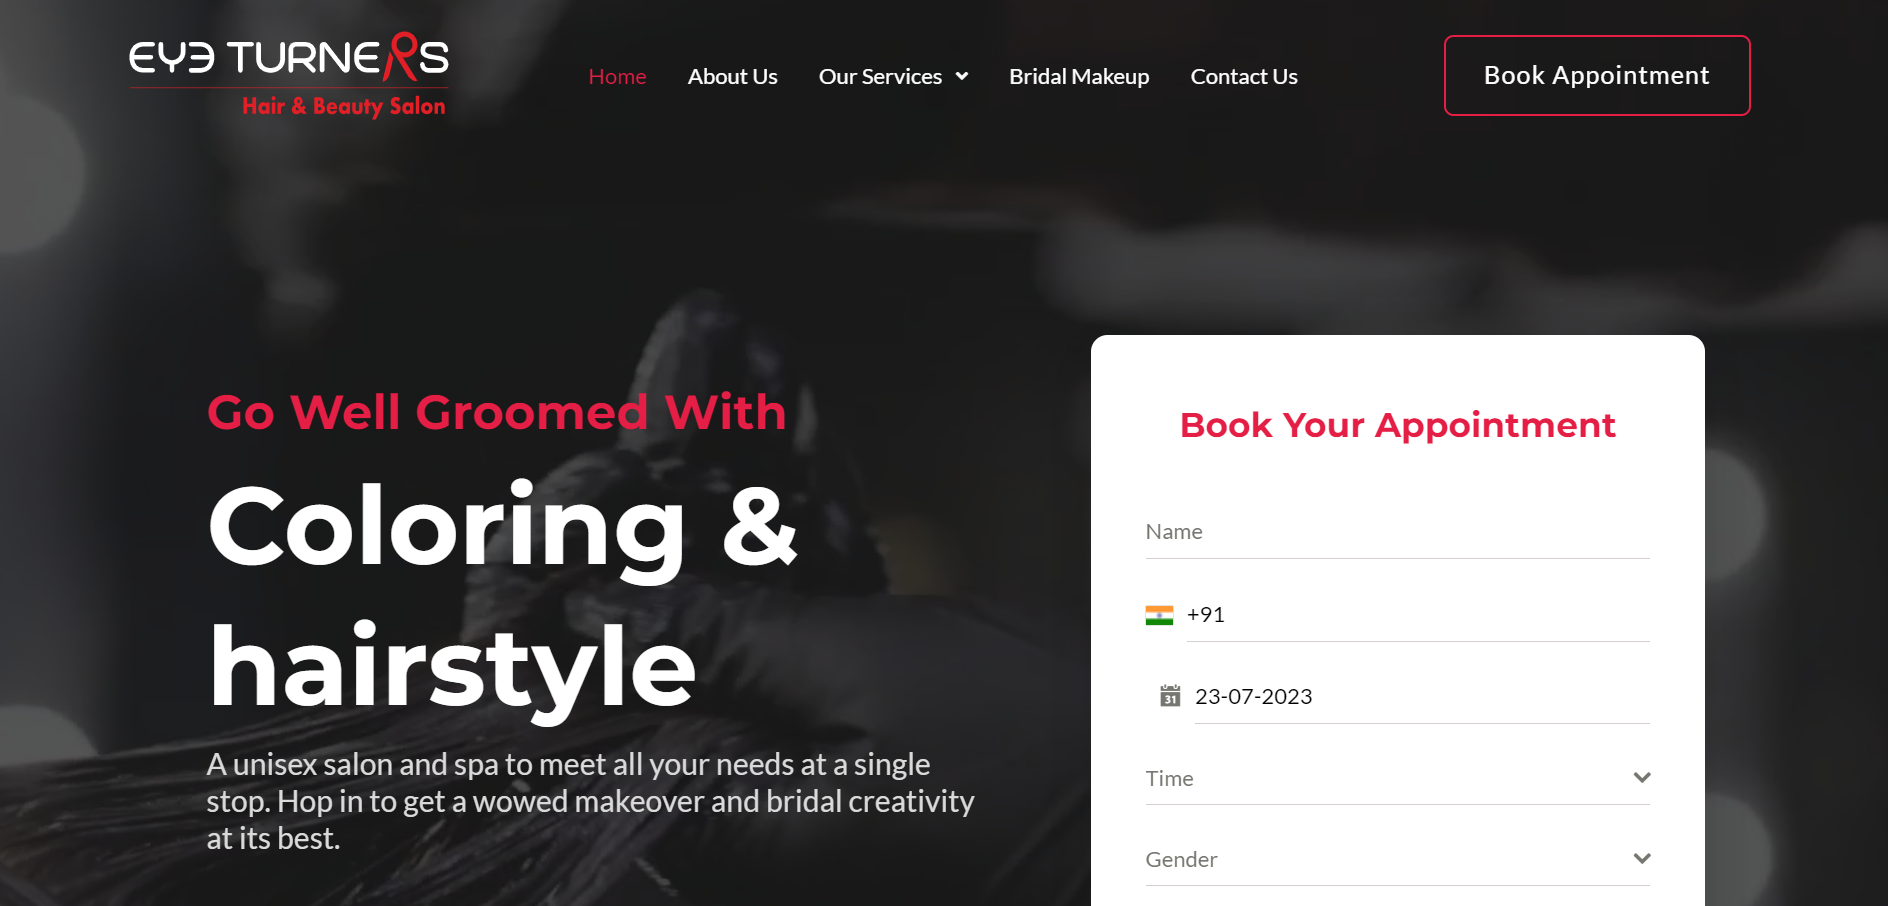 EYE TURNERS
Hair & Beauty Salon
Home
About Us
Our Services
Bridal Makeup
Contact Us
Book Appointment
Go Well Groomed With
Coloring &
hairstyle
A unisex salon and spa to meet all your needs at a single
stop. Hop in to get a wowed makeover and bridal creativity
at its best.
Book Your Appointment
Name
+91
31
23-07-2023
Time
Gender